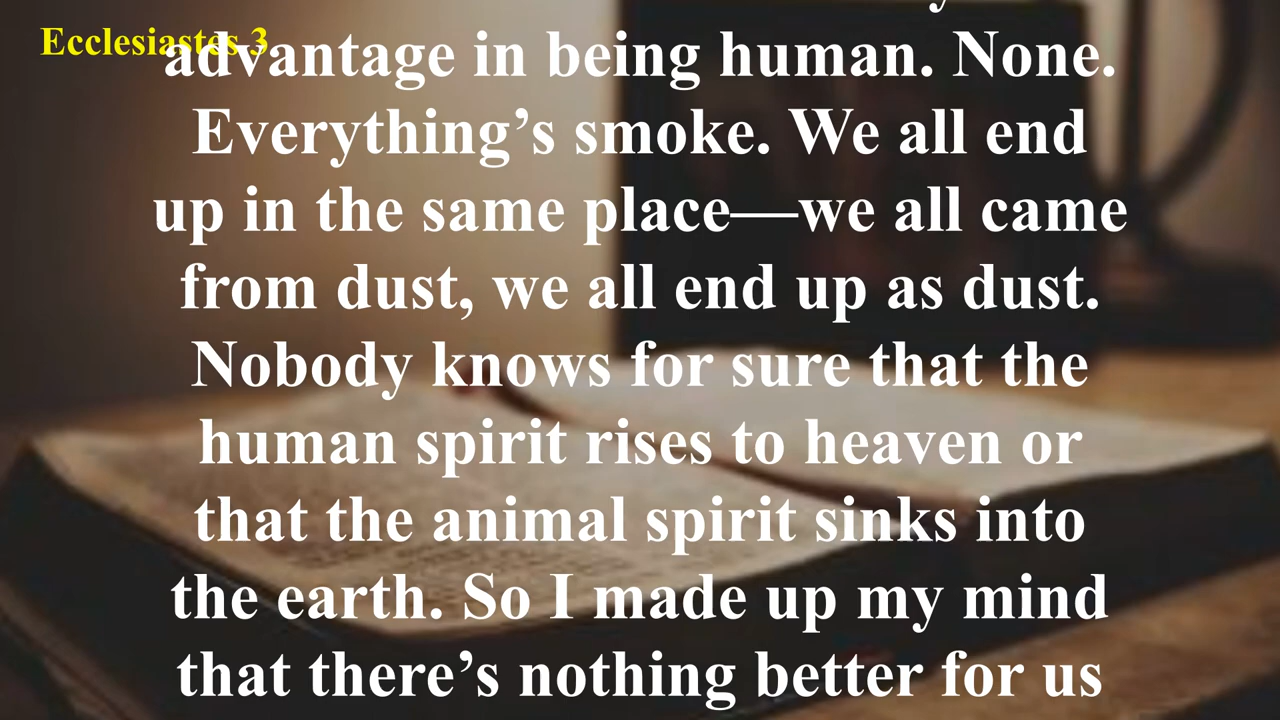 Ecclesiastes 3
advantage in being human. None.
Everything’s smoke. We all end
up in the same place—we all came
from dust, we all end up as dust.
Nobody knows for sure that the
human spirit rises to heaven or
that the animal spirit sinks into
the earth. So I made up my mind
that there’s nothing better for us